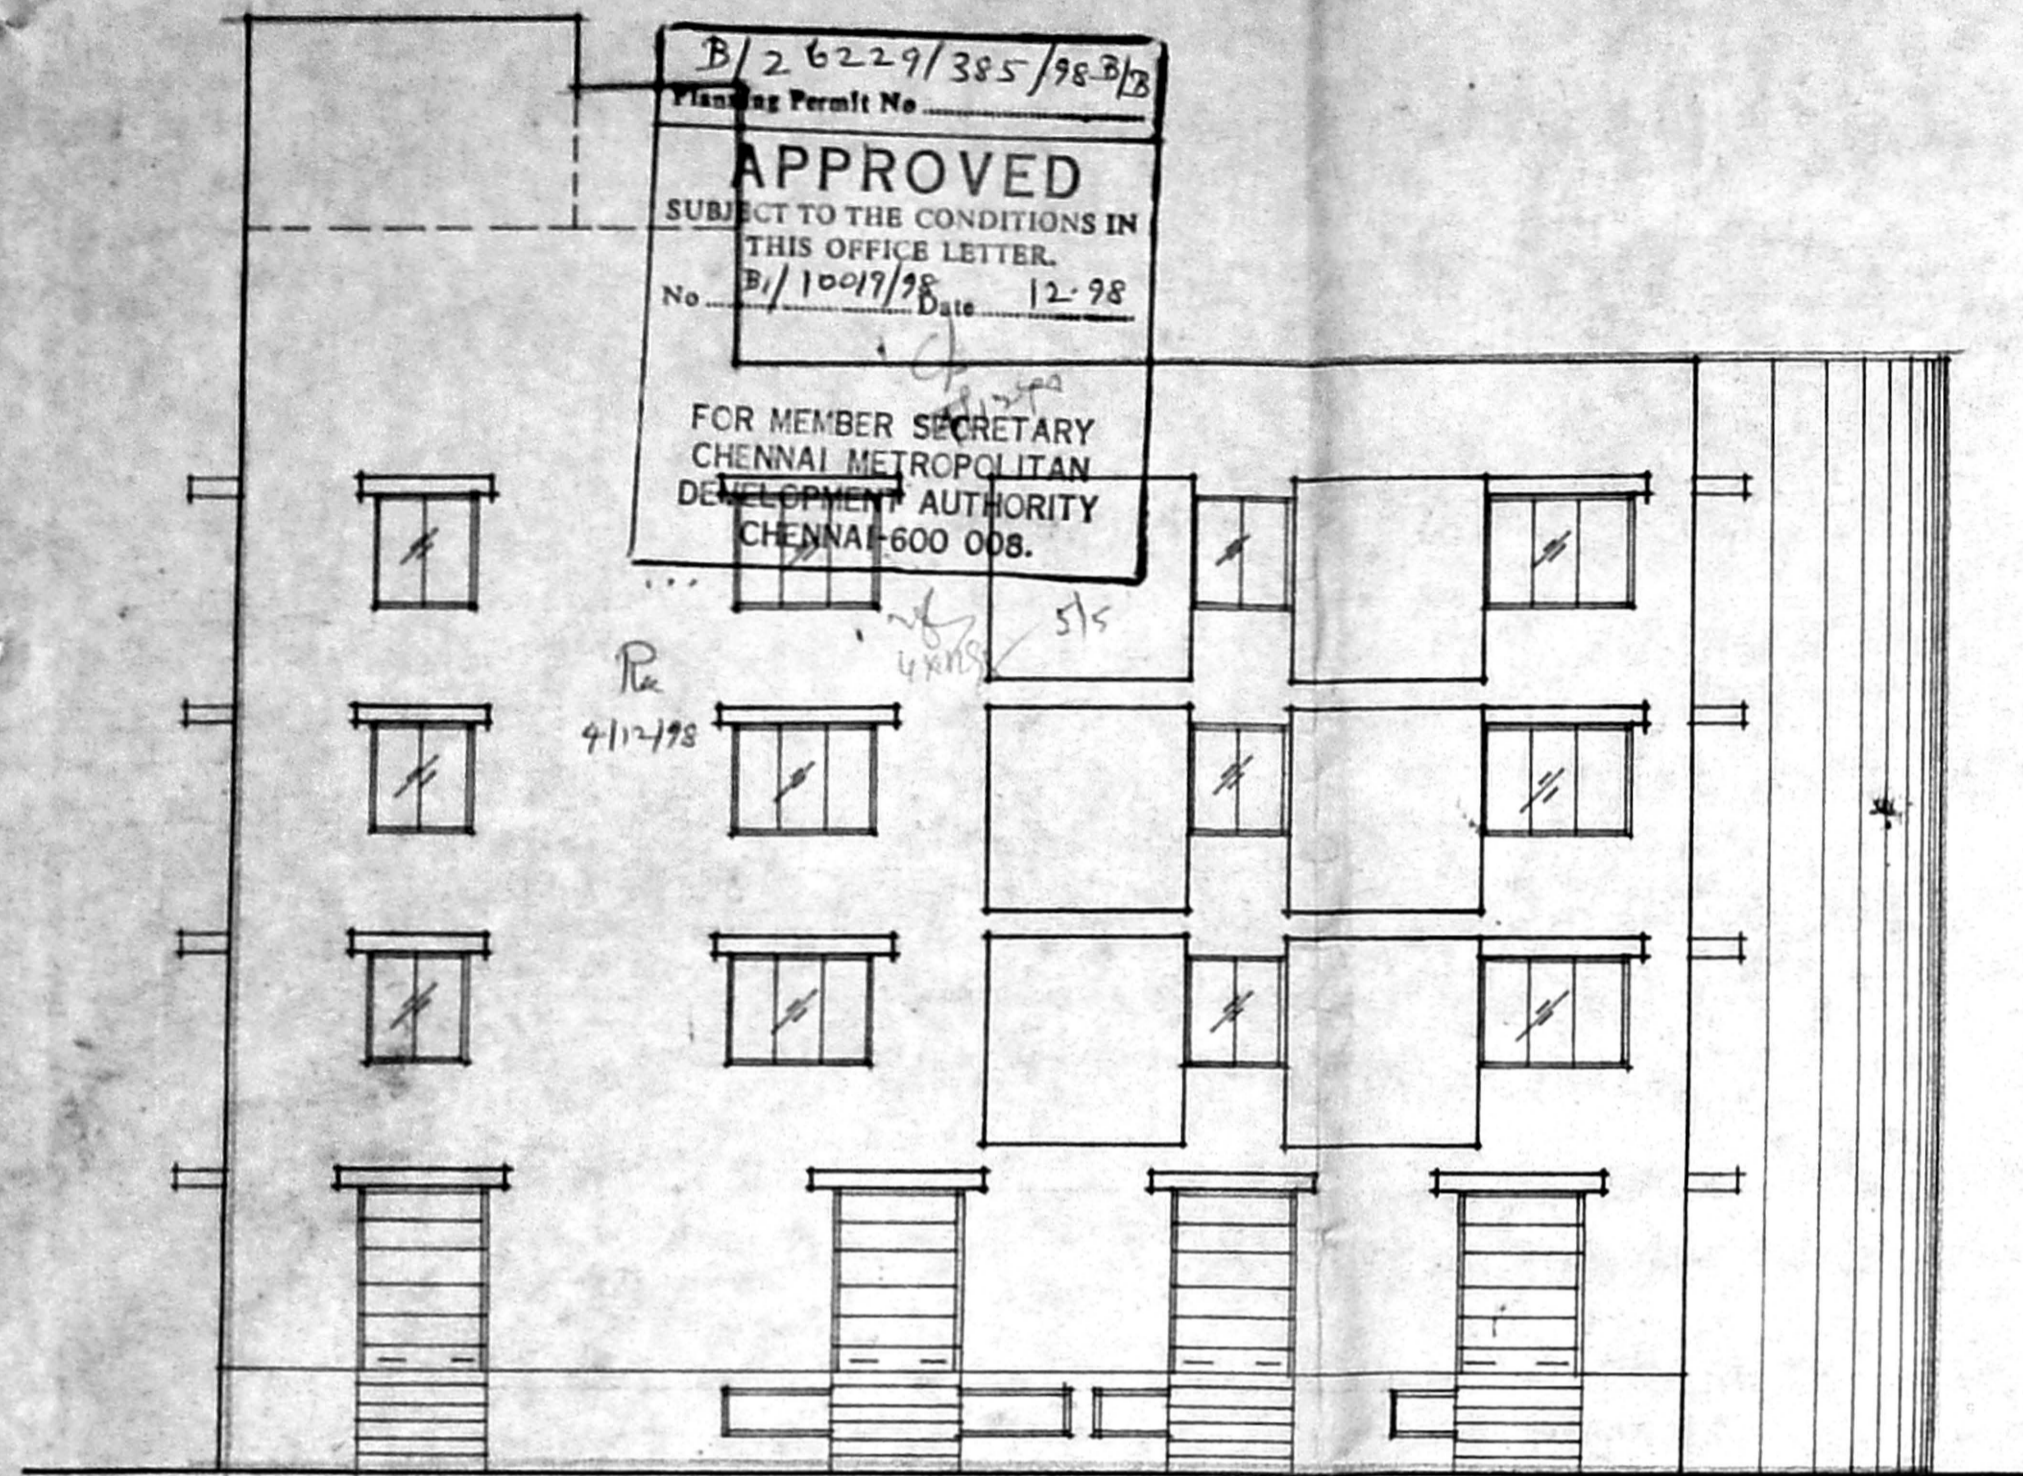 B/26229/385/98 B/B
Planning Permit No
APPROVED
SUBJECT TO THE CONDITIONS IN
THIS OFFICE LETTER.
No B1/10019/98 Date 12.98
FOR MEMBER SECRETARY
CHENNAI METROPOLITAN
DEVELOPMENT AUTHORITY
CHENNAI-600 008.
5/5
4/12/98